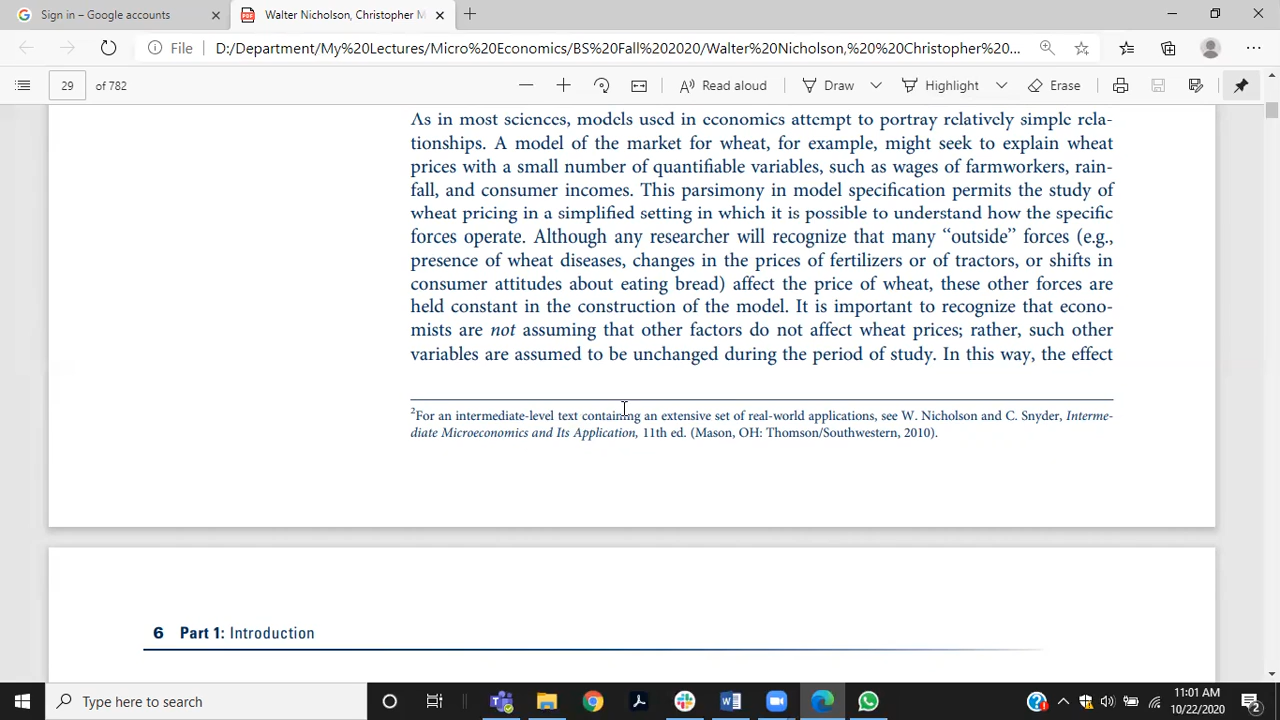 Sign in – Google accounts
Walter Nicholson, Christopher M
File
D:/Department/My%20Lectures/Micro%20Economics/BS%20Fall%202020/Walter%20Nicholson,%20%20Christopher%20...
29 of 782
Read aloud
Draw
Highlight
Erase
As in most sciences, models used in economics attempt to portray relatively simple rela-
tionships. A model of the market for wheat, for example, might seek to explain wheat
prices with a small number of quantifiable variables, such as wages of farmworkers, rain-
fall, and consumer incomes. This parsimony in model specification permits the study of
wheat pricing in a simplified setting in which it is possible to understand how the specific
forces operate. Although any researcher will recognize that many “outside” forces (e.g.,
presence of wheat diseases, changes in the prices of fertilizers or of tractors, or shifts in
consumer attitudes about eating bread) affect the price of wheat, these other forces are
held constant in the construction of the model. It is important to recognize that econo-
mists are not assuming that other factors do not affect wheat prices; rather, such other
variables are assumed to be unchanged during the period of study. In this way, the effect
2For an intermediate-level text containing an extensive set of real-world applications, see W. Nicholson and C. Snyder, Interme-
diate Microeconomics and Its Application, 11th ed. (Mason, OH: Thomson/Southwestern, 2010).
6 Part 1: Introduction
Type here to search
11:01 AM
10/22/2020
2